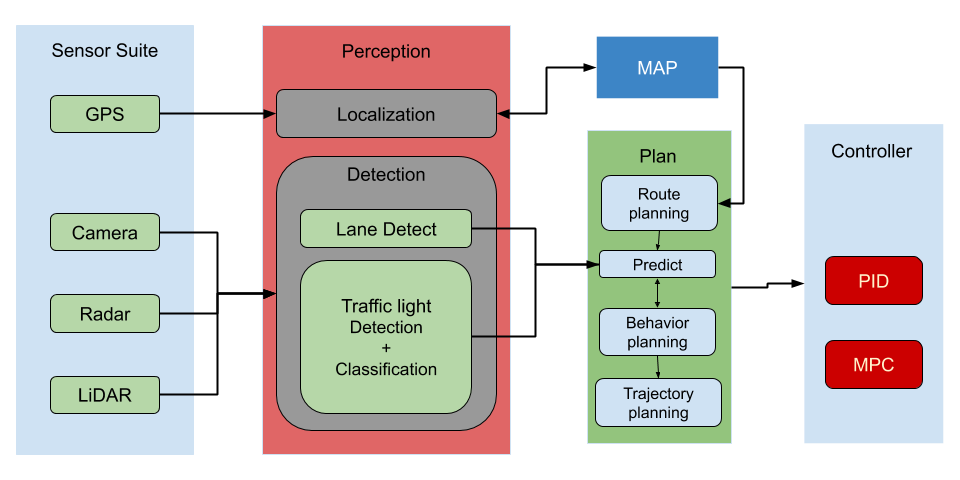 Sensor Suite
GPS
Camera
Radar
LiDAR
Perception
Localization
Detection
Lane Detect
Traffic light
Detection
+
Classification
MAP
Plan
Route
planning
Predict
Behavior
planning
Trajectory
planning
Controller
PID
MPC